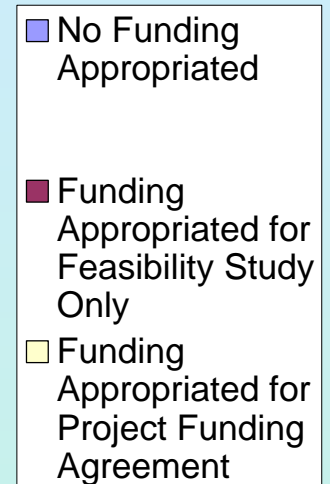 No Funding
Appropriated
Funding
Appropriated for
Feasibility Study
Only
Funding
Appropriated for
Project Funding
Agreement